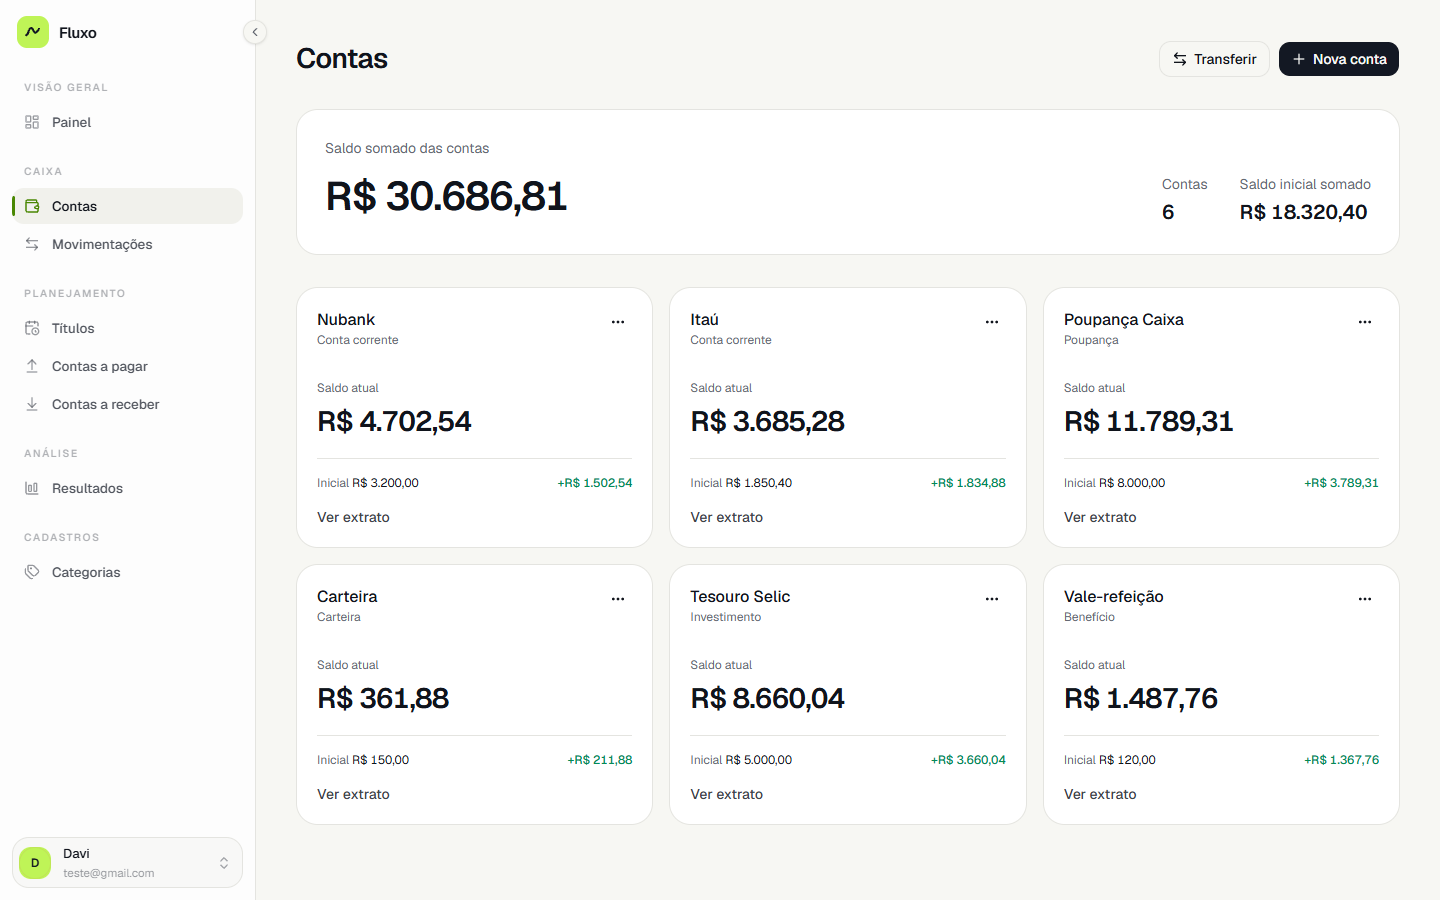 Fluxo
VISÃO GERAL
Painel
CAIXA
Contas
Movimentações
PLANEJAMENTO
Títulos
Contas a pagar
Contas a receber
ANÁLISE
Resultados
CADASTROS
Categorias
D
Davi
teste@gmail.com
Contas
Transferir
Nova conta
Saldo somado das contas
R$ 30.686,81
Contas
6
Saldo inicial somado
R$ 18.320,40
Nubank
Conta corrente
Saldo atual
R$ 4.702,54
Inicial R$ 3.200,00 +R$ 1.502,54
Ver extrato
Itaú
Conta corrente
Saldo atual
R$ 3.685,28
Inicial R$ 1.850,40 +R$ 1.834,88
Ver extrato
Poupança Caixa
Poupança
Saldo atual
R$ 11.789,31
Inicial R$ 8.000,00 +R$ 3.789,31
Ver extrato
Carteira
Carteira
Saldo atual
R$ 361,88
Inicial R$ 150,00 +R$ 211,88
Ver extrato
Tesouro Selic
Investimento
Saldo atual
R$ 8.660,04
Inicial R$ 5.000,00 +R$ 3.660,04
Ver extrato
Vale-refeição
Benefício
Saldo atual
R$ 1.487,76
Inicial R$ 120,00 +R$ 1.367,76
Ver extrato